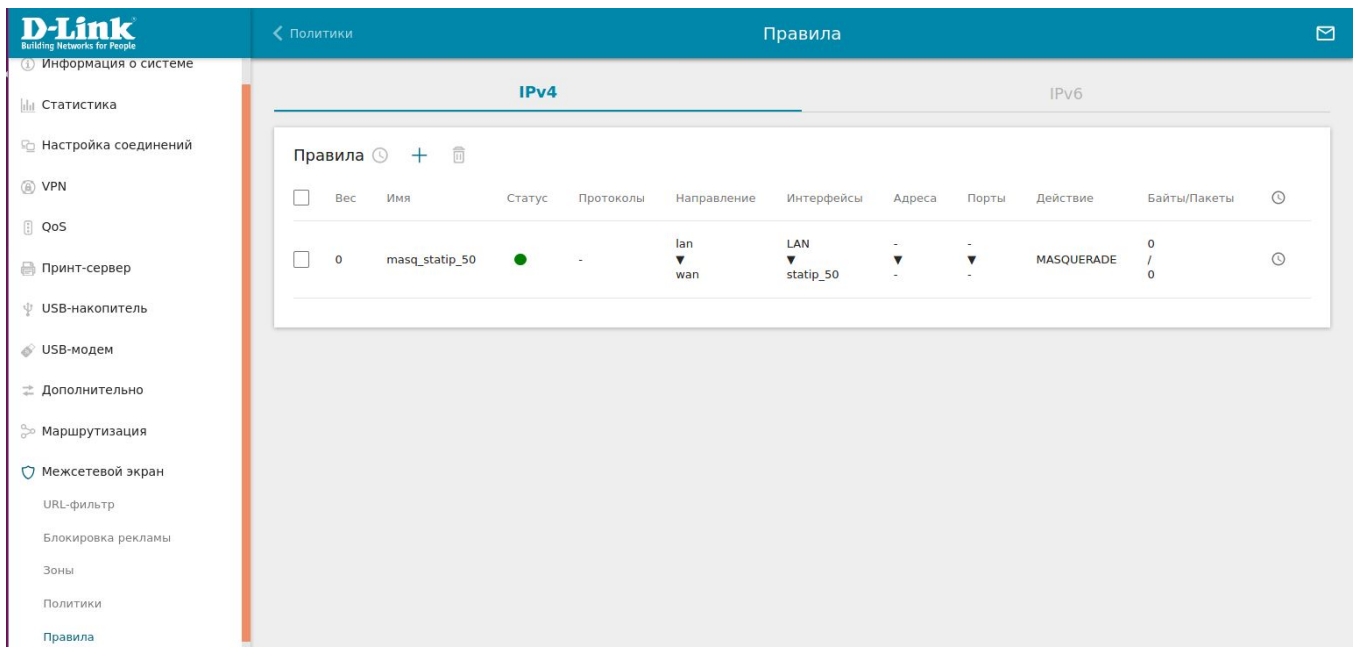 D-Link
Building Networks for People
Политики
Правила
Информация о системе
Статистика
Настройка соединений
VPN
QoS
Принт-сервер
USB-накопитель
USB-модем
Дополнительно
Маршрутизация
Межсетевой экран
URL-фильтр
Блокировка рекламы
Зоны
Политики
Правила
IPv4
IPv6
Правила
Вес Имя Статус Протоколы Направление Интерфейсы Адреса Порты Действие Байты/Пакеты
lan LAN - - 0
0 masq_statip_50 - ▼ ▼ ▼ ▼ MASQUERADE /
wan statip_50 - - 0